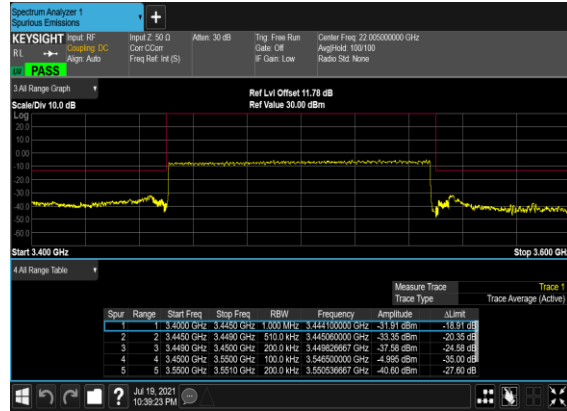 Spectrum Analyzer 1
Spurious Emissions
KEYSIGHT Input: RF Input Z: 50 Ω Atten: 30 dB Trig: Free Run Center Freq: 22.005000000 GHz
RL Coupling: DC Corr CCorr Gate: Off Avg|Hold: 100/100
Align: Auto Freq Ref: Int (S) IF Gain: Low Radio Std: None
PASS
3 All Range Graph
Ref Lvl Offset 11.78 dB
Scale/Div 10.0 dB Ref Value 30.00 dBm
Log
20.0
10.0
0.00
-10.0
-20.0
-30.0
-40.0
-50.0
-60.0
Start 3.400 GHz Stop 3.600 GH
4 All Range Table
Measure Trace Trace 1
Trace Type Trace Average (Active)
Spur Range Start Freq Stop Freq RBW Frequency Amplitude ΔLimit
1 1 3.4000 GHz 3.4450 GHz 1.000 MHz 3.444100000 GHz -31.91 dBm -18.91 dB
2 2 3.4450 GHz 3.4490 GHz 510.0 kHz 3.445060000 GHz -33.35 dBm -20.35 dB
3 3 3.4490 GHz 3.4500 GHz 200.0 kHz 3.449826667 GHz -37.58 dBm -24.58 dB
4 4 3.4500 GHz 3.5500 GHz 100.0 kHz 3.546500000 GHz -4.995 dBm -35.00 dB
5 5 3.5500 GHz 3.5510 GHz 200.0 kHz 3.550536667 GHz -40.60 dBm -27.60 dB
? Jul 19, 2021
10:39:23 PM